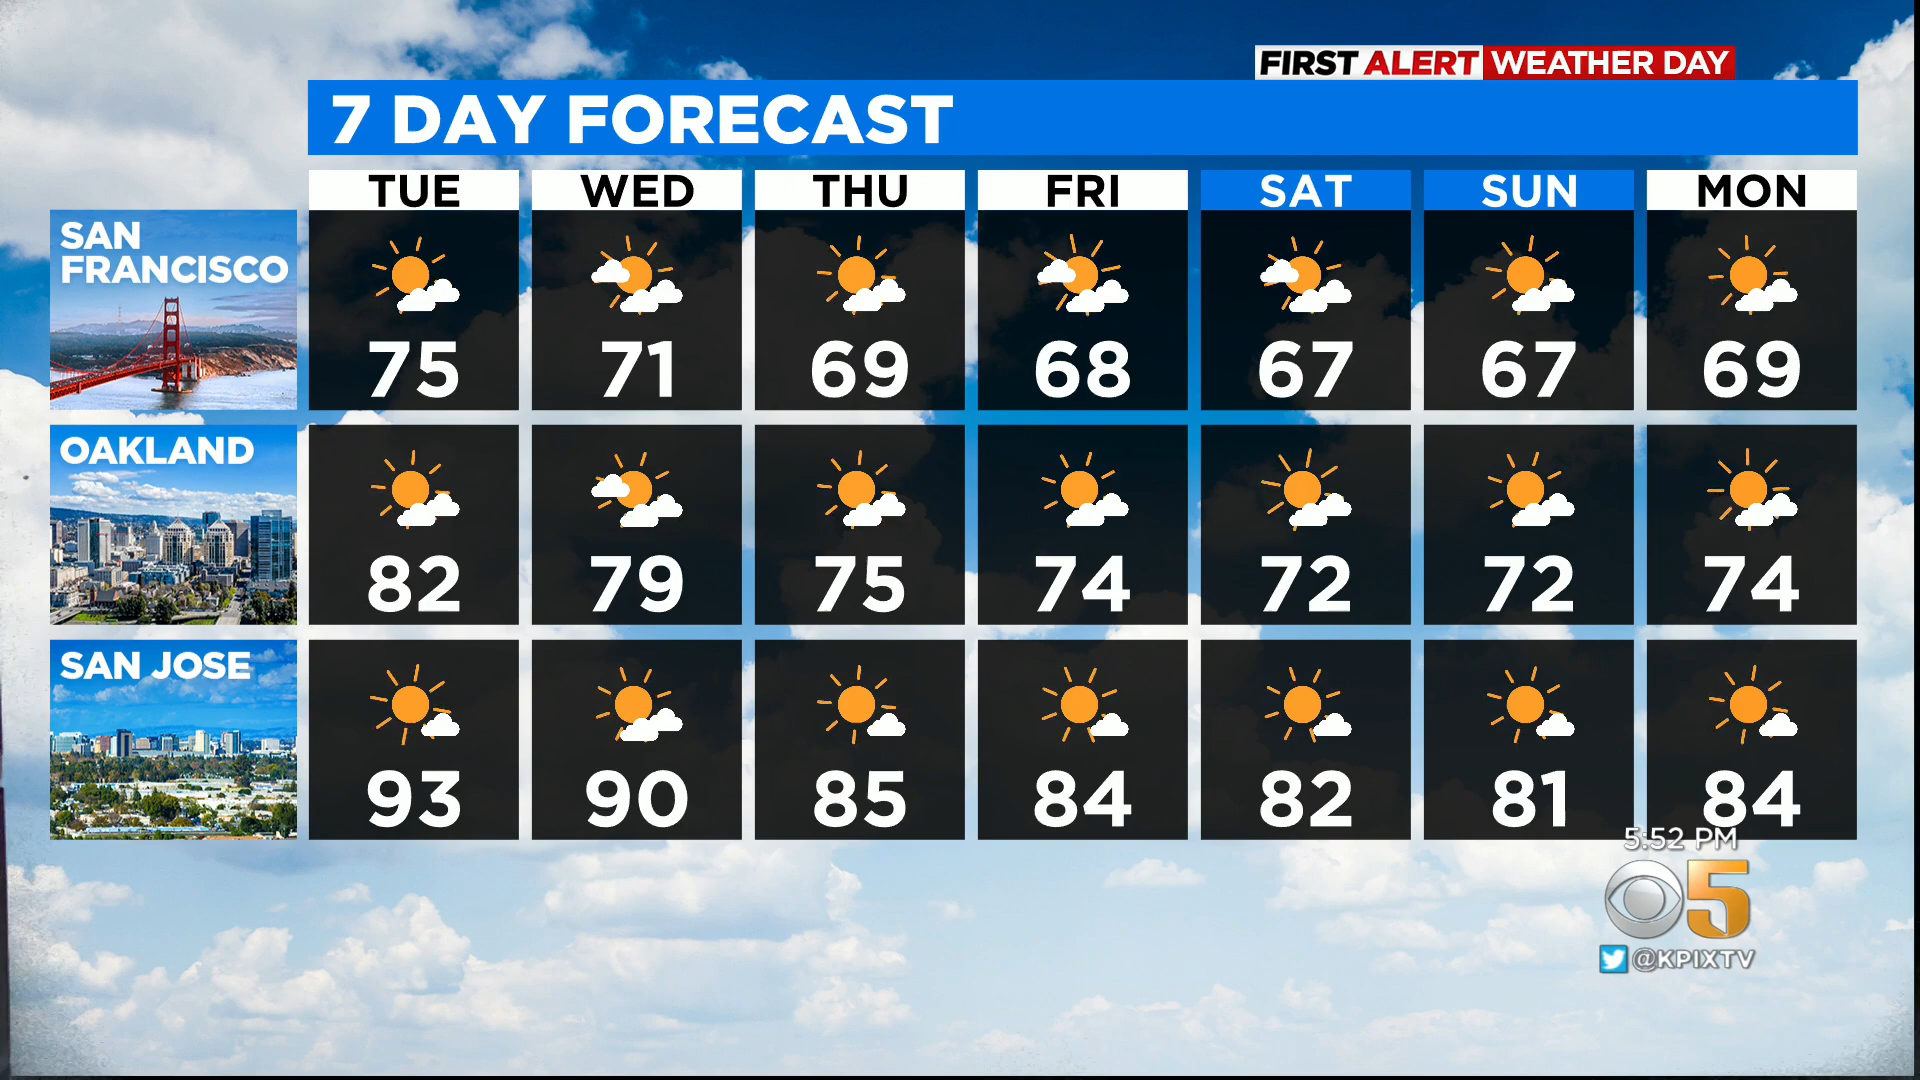 FIRST ALERT WEATHER DAY
7 DAY FORECAST
TUE WED THU FRI SAT SUN MON
SAN
FRANCISCO
75 71 69 68 67 67 69
OAKLAND
82 79 75 74 72 72 74
SAN JOSE
93 90 85 84 82 81 84
5:52 PM
5
@KPIXTV